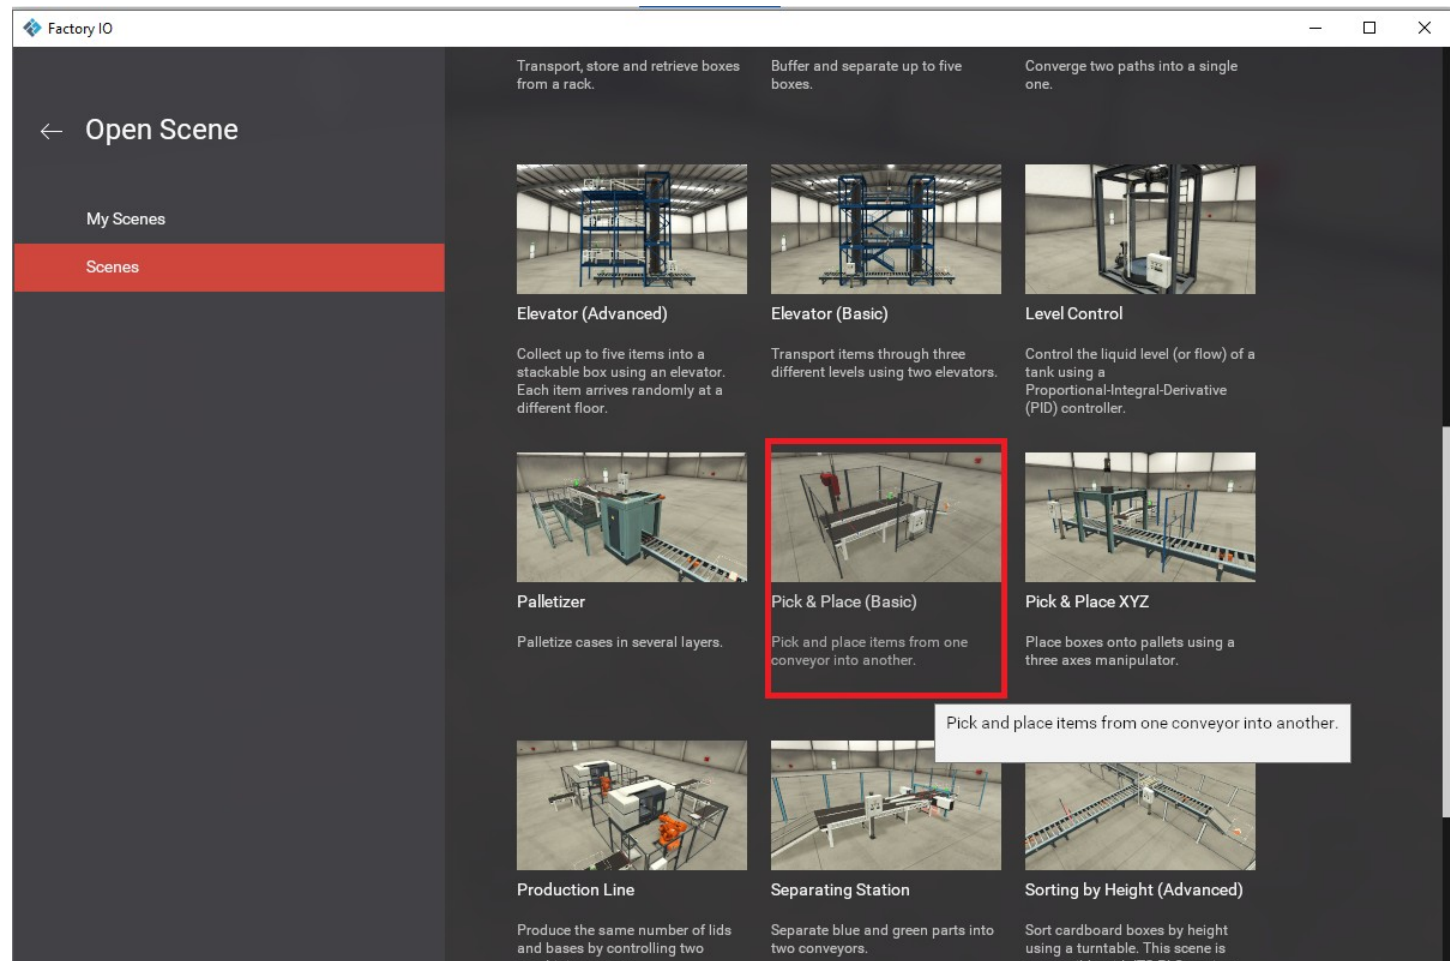 Factory IO
Open Scene
My Scenes
Scenes
Transport, store and retrieve boxes
from a rack.
Buffer and separate up to five
boxes.
Converge two paths into a single
one.
Elevator (Advanced)
Collect up to five items into a
stackable box using an elevator.
Each item arrives randomly at a
different floor.
Elevator (Basic)
Transport items through three
different levels using two elevators.
Level Control
Control the liquid level (or flow) of a
tank using a
Proportional-Integral-Derivative
(PID) controller.
Palletizer
Palletize cases in several layers.
Pick & Place (Basic)
Pick and place items from one
conveyor into another.
Pick & Place XYZ
Place boxes onto pallets using a
three axes manipulator.
Pick and place items from one conveyor into another.
Production Line
Produce the same number of lids
and bases by controlling two
Separating Station
Separate blue and green parts into
two conveyors.
Sorting by Height (Advanced)
Sort cardboard boxes by height
using a turntable. This scene is